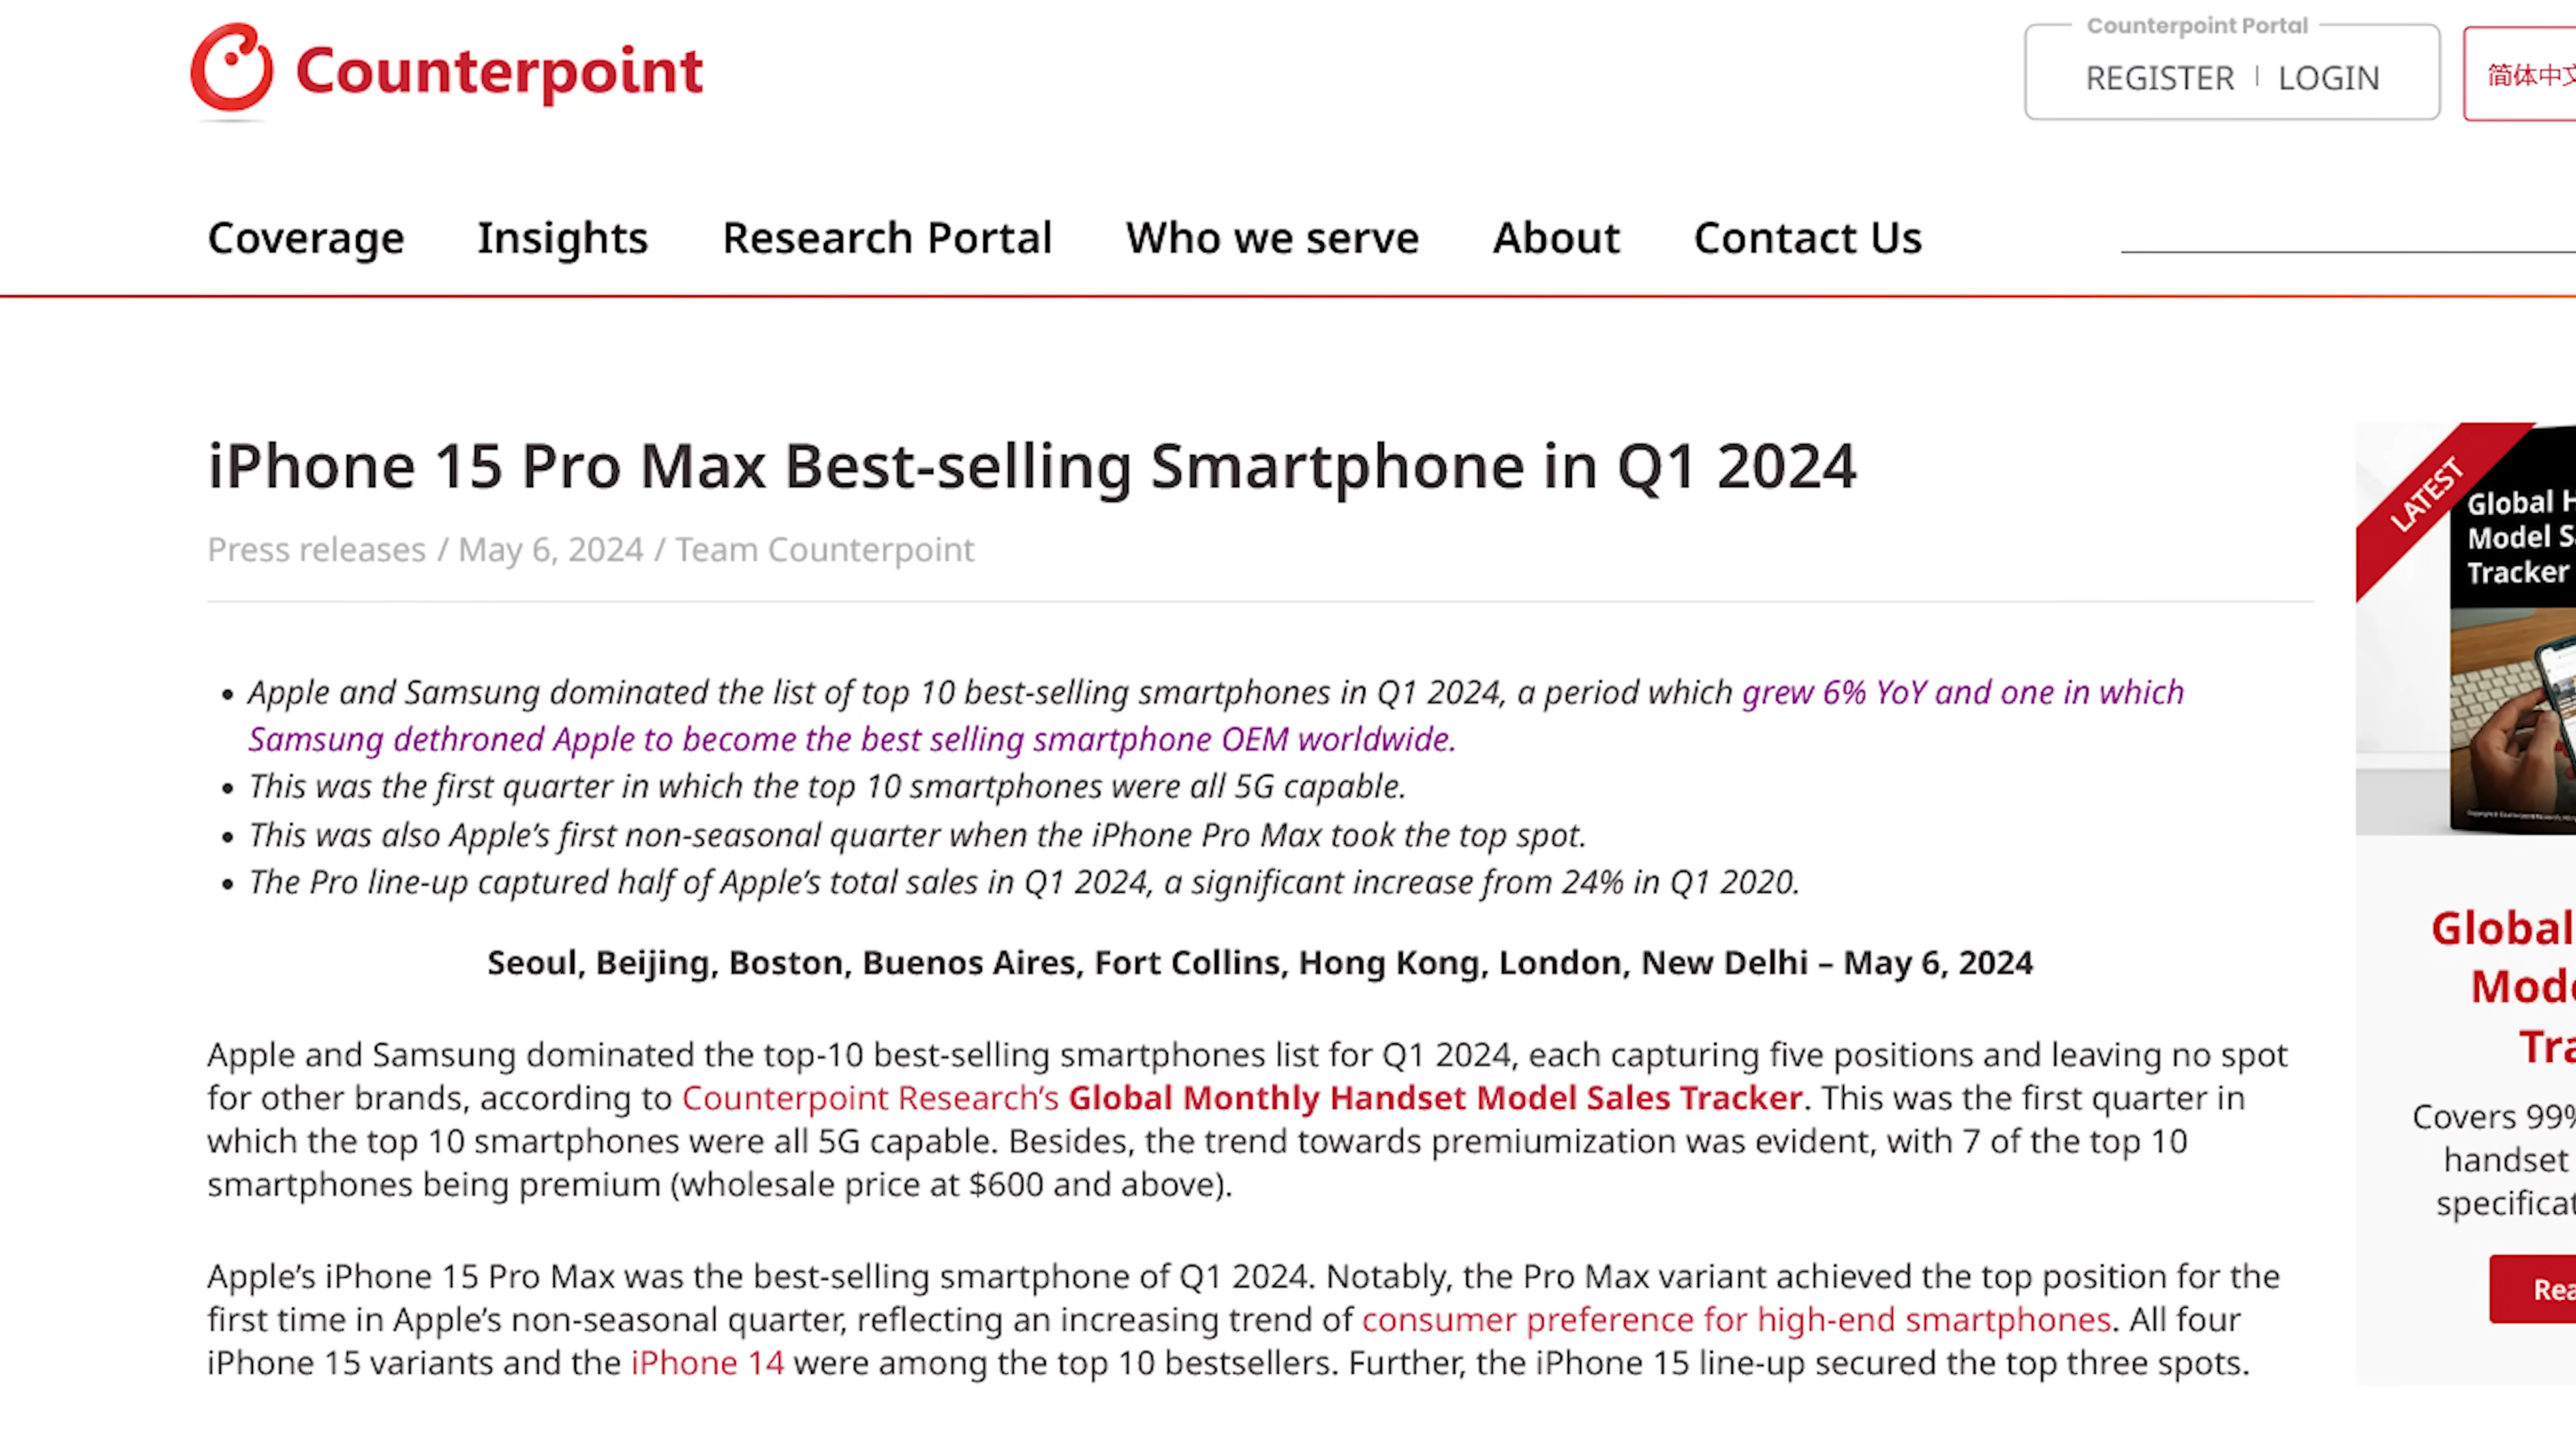 Counterpoint
Counterpoint Portal
REGISTER | LOGIN
简体中文
Coverage Insights Research Portal Who we serve About Contact Us
iPhone 15 Pro Max Best-selling Smartphone in Q1 2024
Press releases / May 6, 2024 / Team Counterpoint
• Apple and Samsung dominated the list of top 10 best-selling smartphones in Q1 2024, a period which grew 6% YoY and one in which
Samsung dethroned Apple to become the best selling smartphone OEM worldwide.
• This was the first quarter in which the top 10 smartphones were all 5G capable.
• This was also Apple’s first non-seasonal quarter when the iPhone Pro Max took the top spot.
• The Pro line-up captured half of Apple’s total sales in Q1 2024, a significant increase from 24% in Q1 2020.
Seoul, Beijing, Boston, Buenos Aires, Fort Collins, Hong Kong, London, New Delhi – May 6, 2024
Apple and Samsung dominated the top-10 best-selling smartphones list for Q1 2024, each capturing five positions and leaving no spot
for other brands, according to Counterpoint Research’s Global Monthly Handset Model Sales Tracker. This was the first quarter in
which the top 10 smartphones were all 5G capable. Besides, the trend towards premiumization was evident, with 7 of the top 10
smartphones being premium (wholesale price at $600 and above).
Apple’s iPhone 15 Pro Max was the best-selling smartphone of Q1 2024. Notably, the Pro Max variant achieved the top position for the
first time in Apple’s non-seasonal quarter, reflecting an increasing trend of consumer preference for high-end smartphones. All four
iPhone 15 variants and the iPhone 14 were among the top 10 bestsellers. Further, the iPhone 15 line-up secured the top three spots.
LATEST
Global H
Model S
Tracker
Global
Mod
Tra
Covers 99%
handset
specificat
Rea